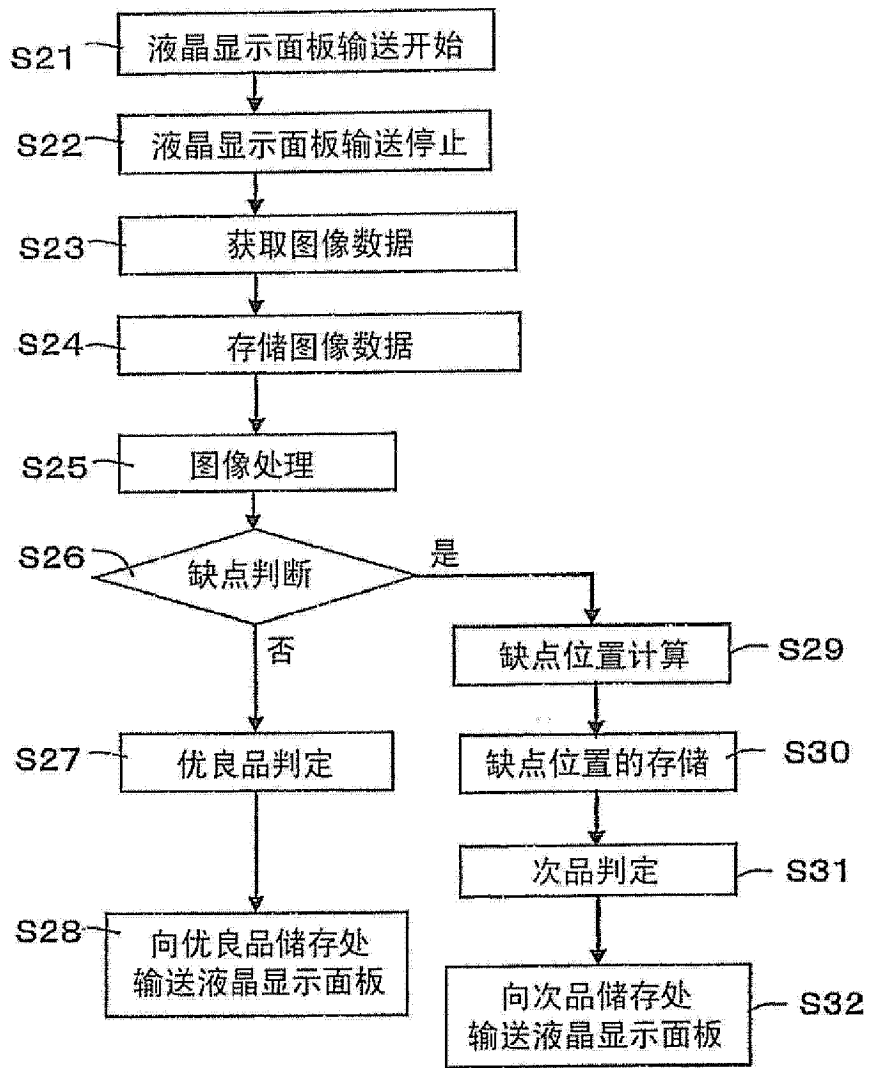 S21
液晶显示面板输送开始
S22
液晶显示面板输送停止
S23
获取图像数据
S24
存储图像数据
S25
图像处理
S26
缺点判断
是
否
S29
缺点位置计算
S27
优良品判定
S30
缺点位置的存储
S31
次品判定
S28
向优良品储存处
输送液晶显示面板
S32
向次品储存处
输送液晶显示面板